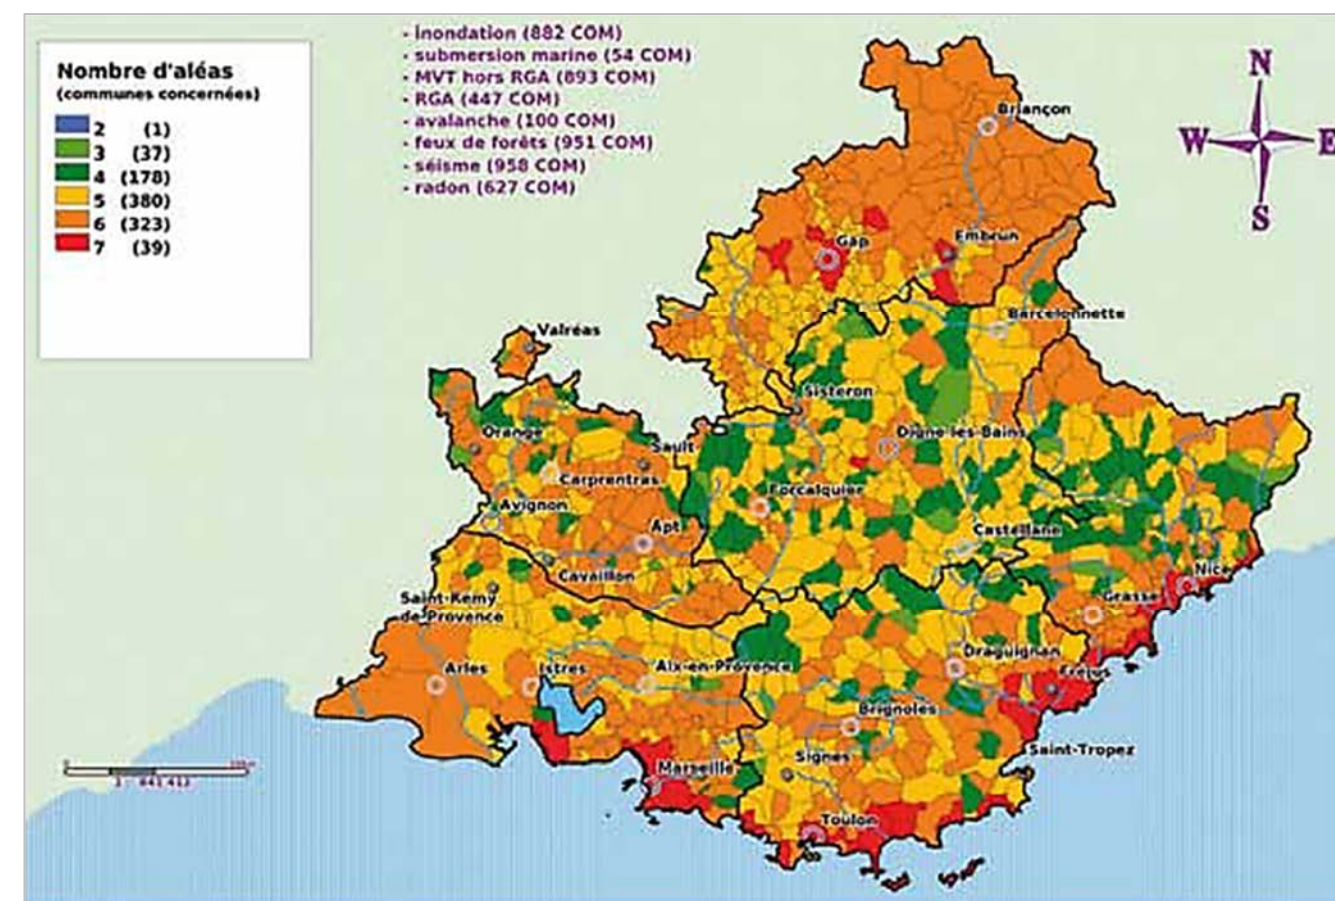 Nombre d'aléas
(communes concernées)
2 (1)
3 (37)
4 (178)
5 (380)
6 (323)
7 (39)
- inondation (882 COM)
- submersion marine (54 COM)
- MVT hors RGA (893 COM)
- RGA (447 COM)
- avalanche (100 COM)
- feux de forêts (951 COM)
- séisme (958 COM)
- radon (627 COM)
N
W E
S
Briançon
Gap
Embrun
Barcelonnette
Valréas
Sisteron
Orange
Digne-les-Bains
Sault
Carprentras
Forcalquier
Avignon
Apt
Castellane
Cavaillon
Nice
Saint-Rémy
de-Provence
Grasse
Draguignan
Arles
Istres
Aix-en-Provence
Fréjus
Brignoles
Saint-Tropez
Signes
Marseille
Toulon